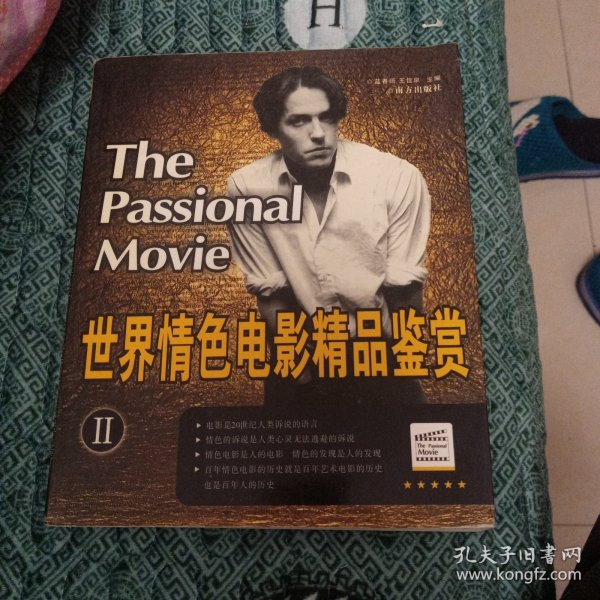 H
主编
南方出版社
The
Passional
Movie
世界情色电影精品鉴赏
II
电影是20世纪人类诉说的语言
情色的诉说是人类心灵无法逃避的诉说
情色电影是人的电影 情色的发现是人的发现
百年情色电影的历史就是百年艺术电影的历史
也是百年人的历史
The Passional
Movie
孔夫子旧书网
www.kongfz.com